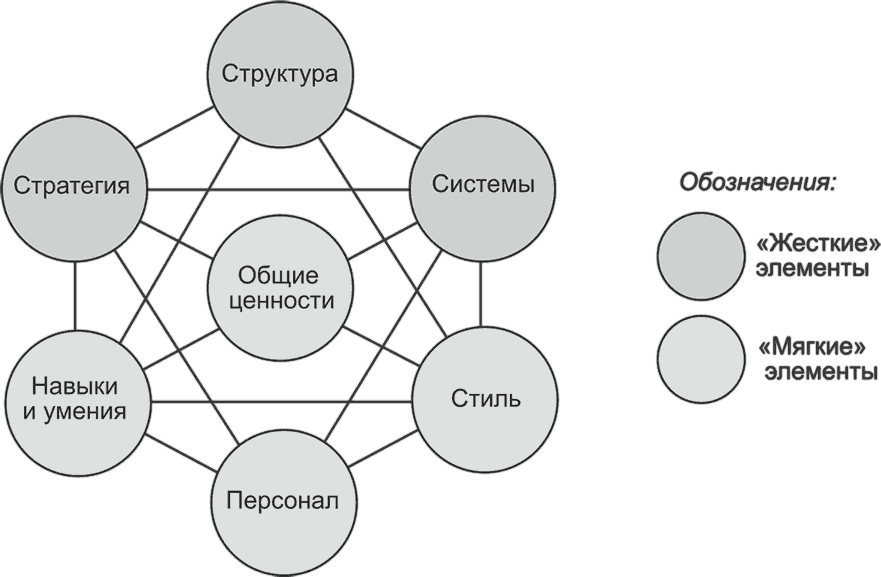 Структура
Стратегия
Системы
Общие
ценности
Навыки
и умения
Стиль
Персонал
Обозначения:
«Жесткие»
элементы
«Мягкие»
элементы